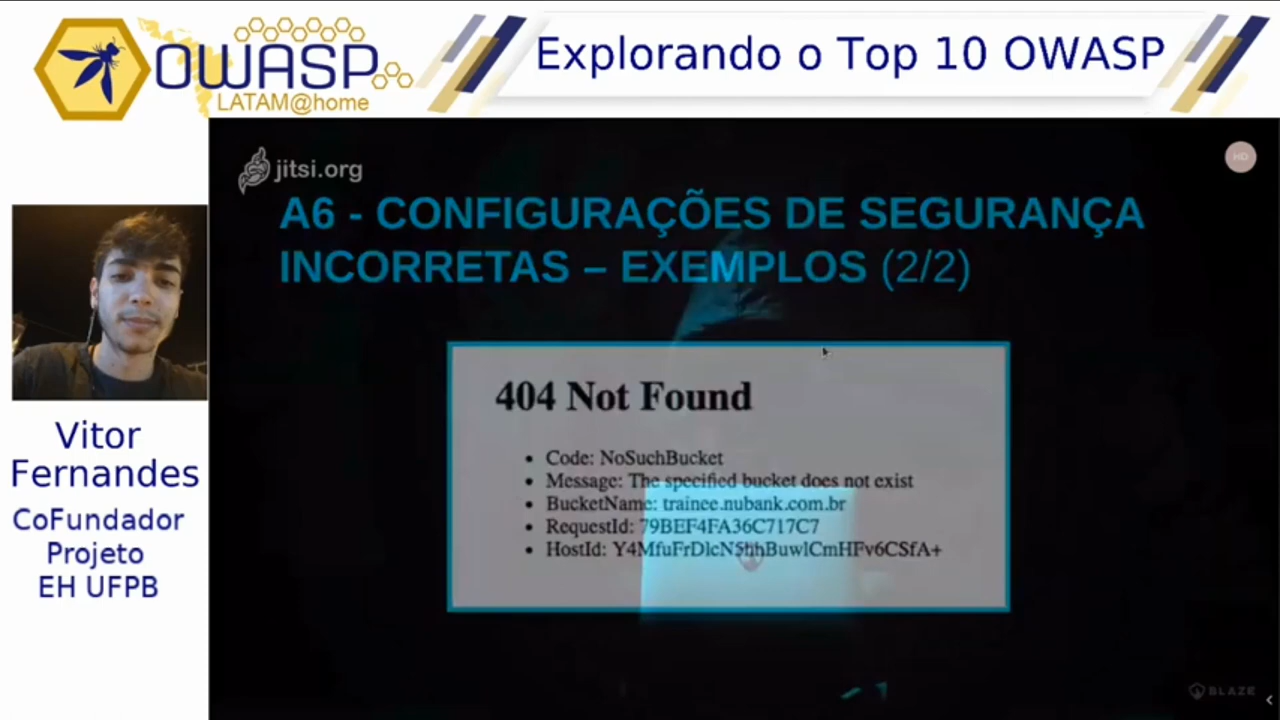 OWASP
LATAM@home
Explorando o Top 10 OWASP
jitsi.org
HD
A6 - CONFIGURAÇÕES DE SEGURANÇA
INCORRETAS – EXEMPLOS (2/2)
404 Not Found
• Code: NoSuchBucket
• Message: The specified bucket does not exist
• BucketName: trainee.nubank.com.br
• RequestId: 79BEF4FA36C717C7
• HostId:
Vitor
Fernandes
CoFundador
Projeto
EH UFPB
BLAZE